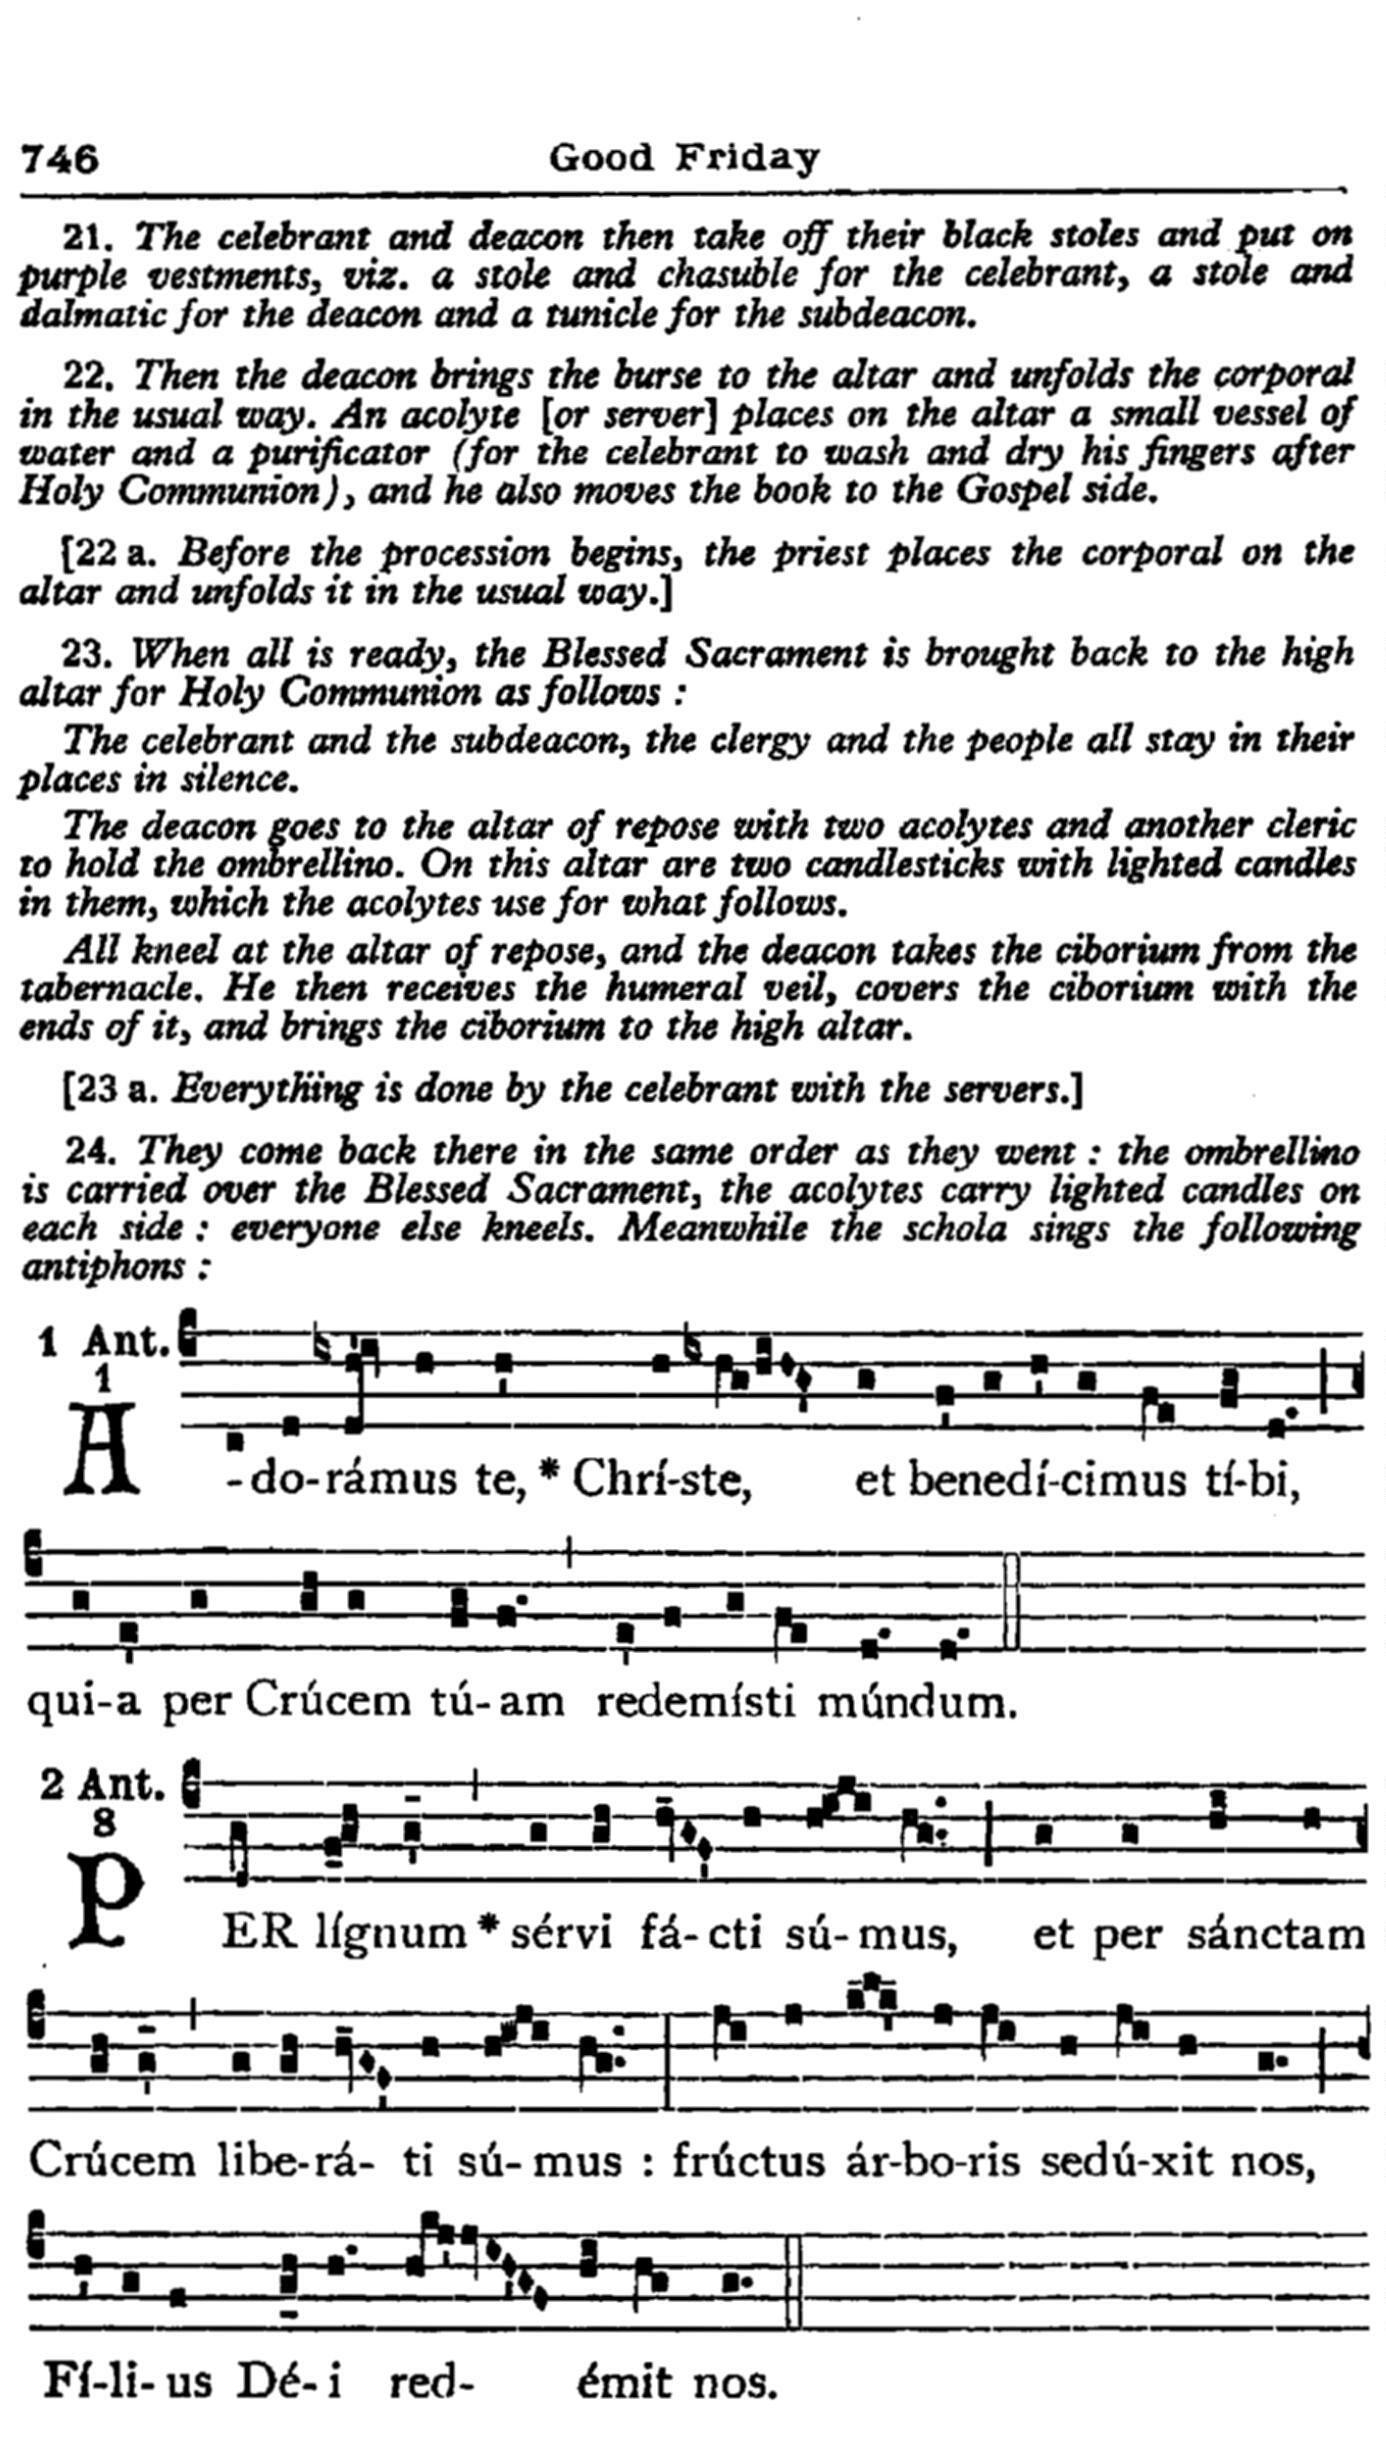 746 Good Friday
21. The celebrant and deacon then take off their black stoles and put on
purple vestments, viz. a stole and chasuble for the celebrant, a stole and
dalmatic for the deacon and a tunicle for the subdeacon.
22. Then the deacon brings the burse to the altar and unfolds the corporal
in the usual way. An acolyte [or server] places on the altar a small vessel of
water and a purificator (for the celebrant to wash and dry his fingers after
Holy Communion), and he also moves the book to the Gospel side.
[22 a. Before the procession begins, the priest places the corporal on the
altar and unfolds it in the usual way.]
23. When all is ready, the Blessed Sacrament is brought back to the high
altar for Holy Communion as follows :
The celebrant and the subdeacon, the clergy and the people all stay in their
places in silence.
The deacon goes to the altar of repose with two acolytes and another cleric
to hold the ombrellino. On this altar are two candlesticks with lighted candles
in them, which the acolytes use for what follows.
All kneel at the altar of repose, and the deacon takes the ciborium from the
tabernacle. He then receives the humeral veil, covers the ciborium with the
ends of it, and brings the ciborium to the high altar.
[23 a. Everything is done by the celebrant with the servers.]
24. They come back there in the same order as they went : the ombrellino
is carried over the Blessed Sacrament, the acolytes carry lighted candles on
each side : everyone else kneels. Meanwhile the schola sings the following
antiphons :
1 Ant.
1
A-do-rámus te, * Chrí-ste, et benedí-cimus tí-bi,
qui-a per Crúcem tú-am redemísti múndum.
2 Ant.
8
PER lígnum * sérvi fá-cti sú-mus, et per sánctam
Crúcem libe-rá- ti sú-mus : frúctus ár-bo-ris sedú-xit nos,
Fí-li-us Dé-i red- émit nos.